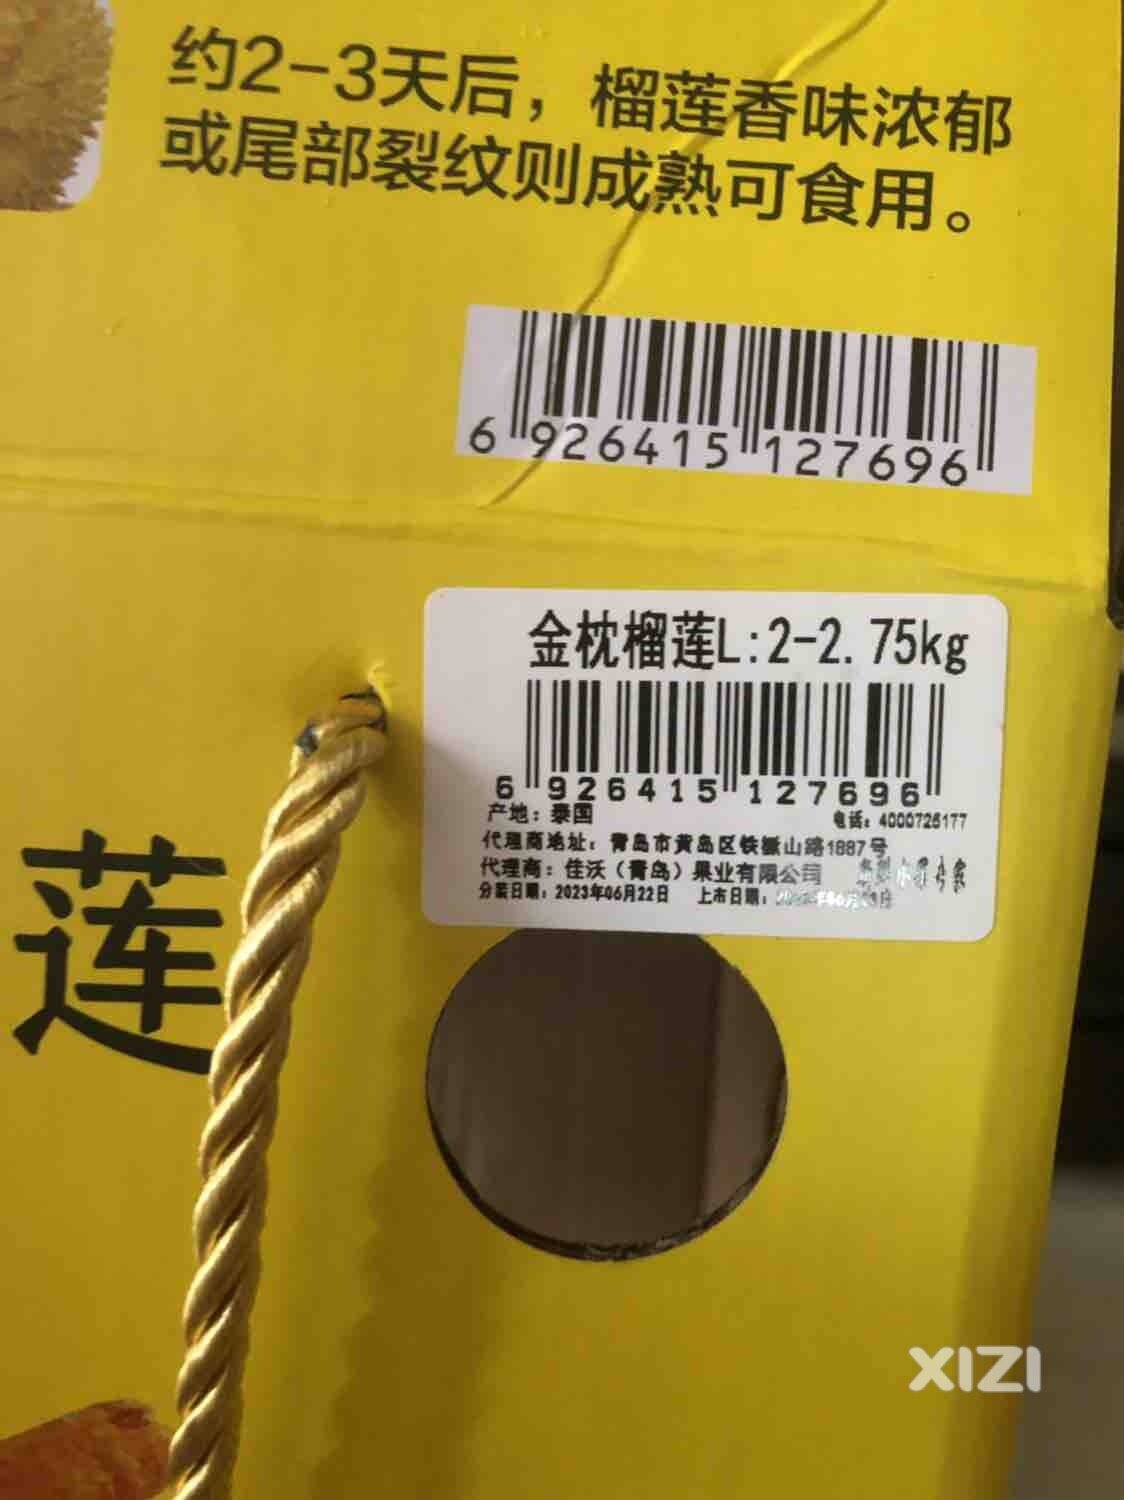 约2-3天后，榴莲香味浓郁
或尾部裂纹则成熟可食用。
6 926415 127696
金枕榴莲L:2-2.75kg
6 926415 127696
产地：泰国
电话：4000726177
代理商地址：青岛市黄岛区铁橛山路1887号
代理商：佳沃（青岛）果业有限公司
分装日期：2023年06月22日 上市日期：
莲
XIZI